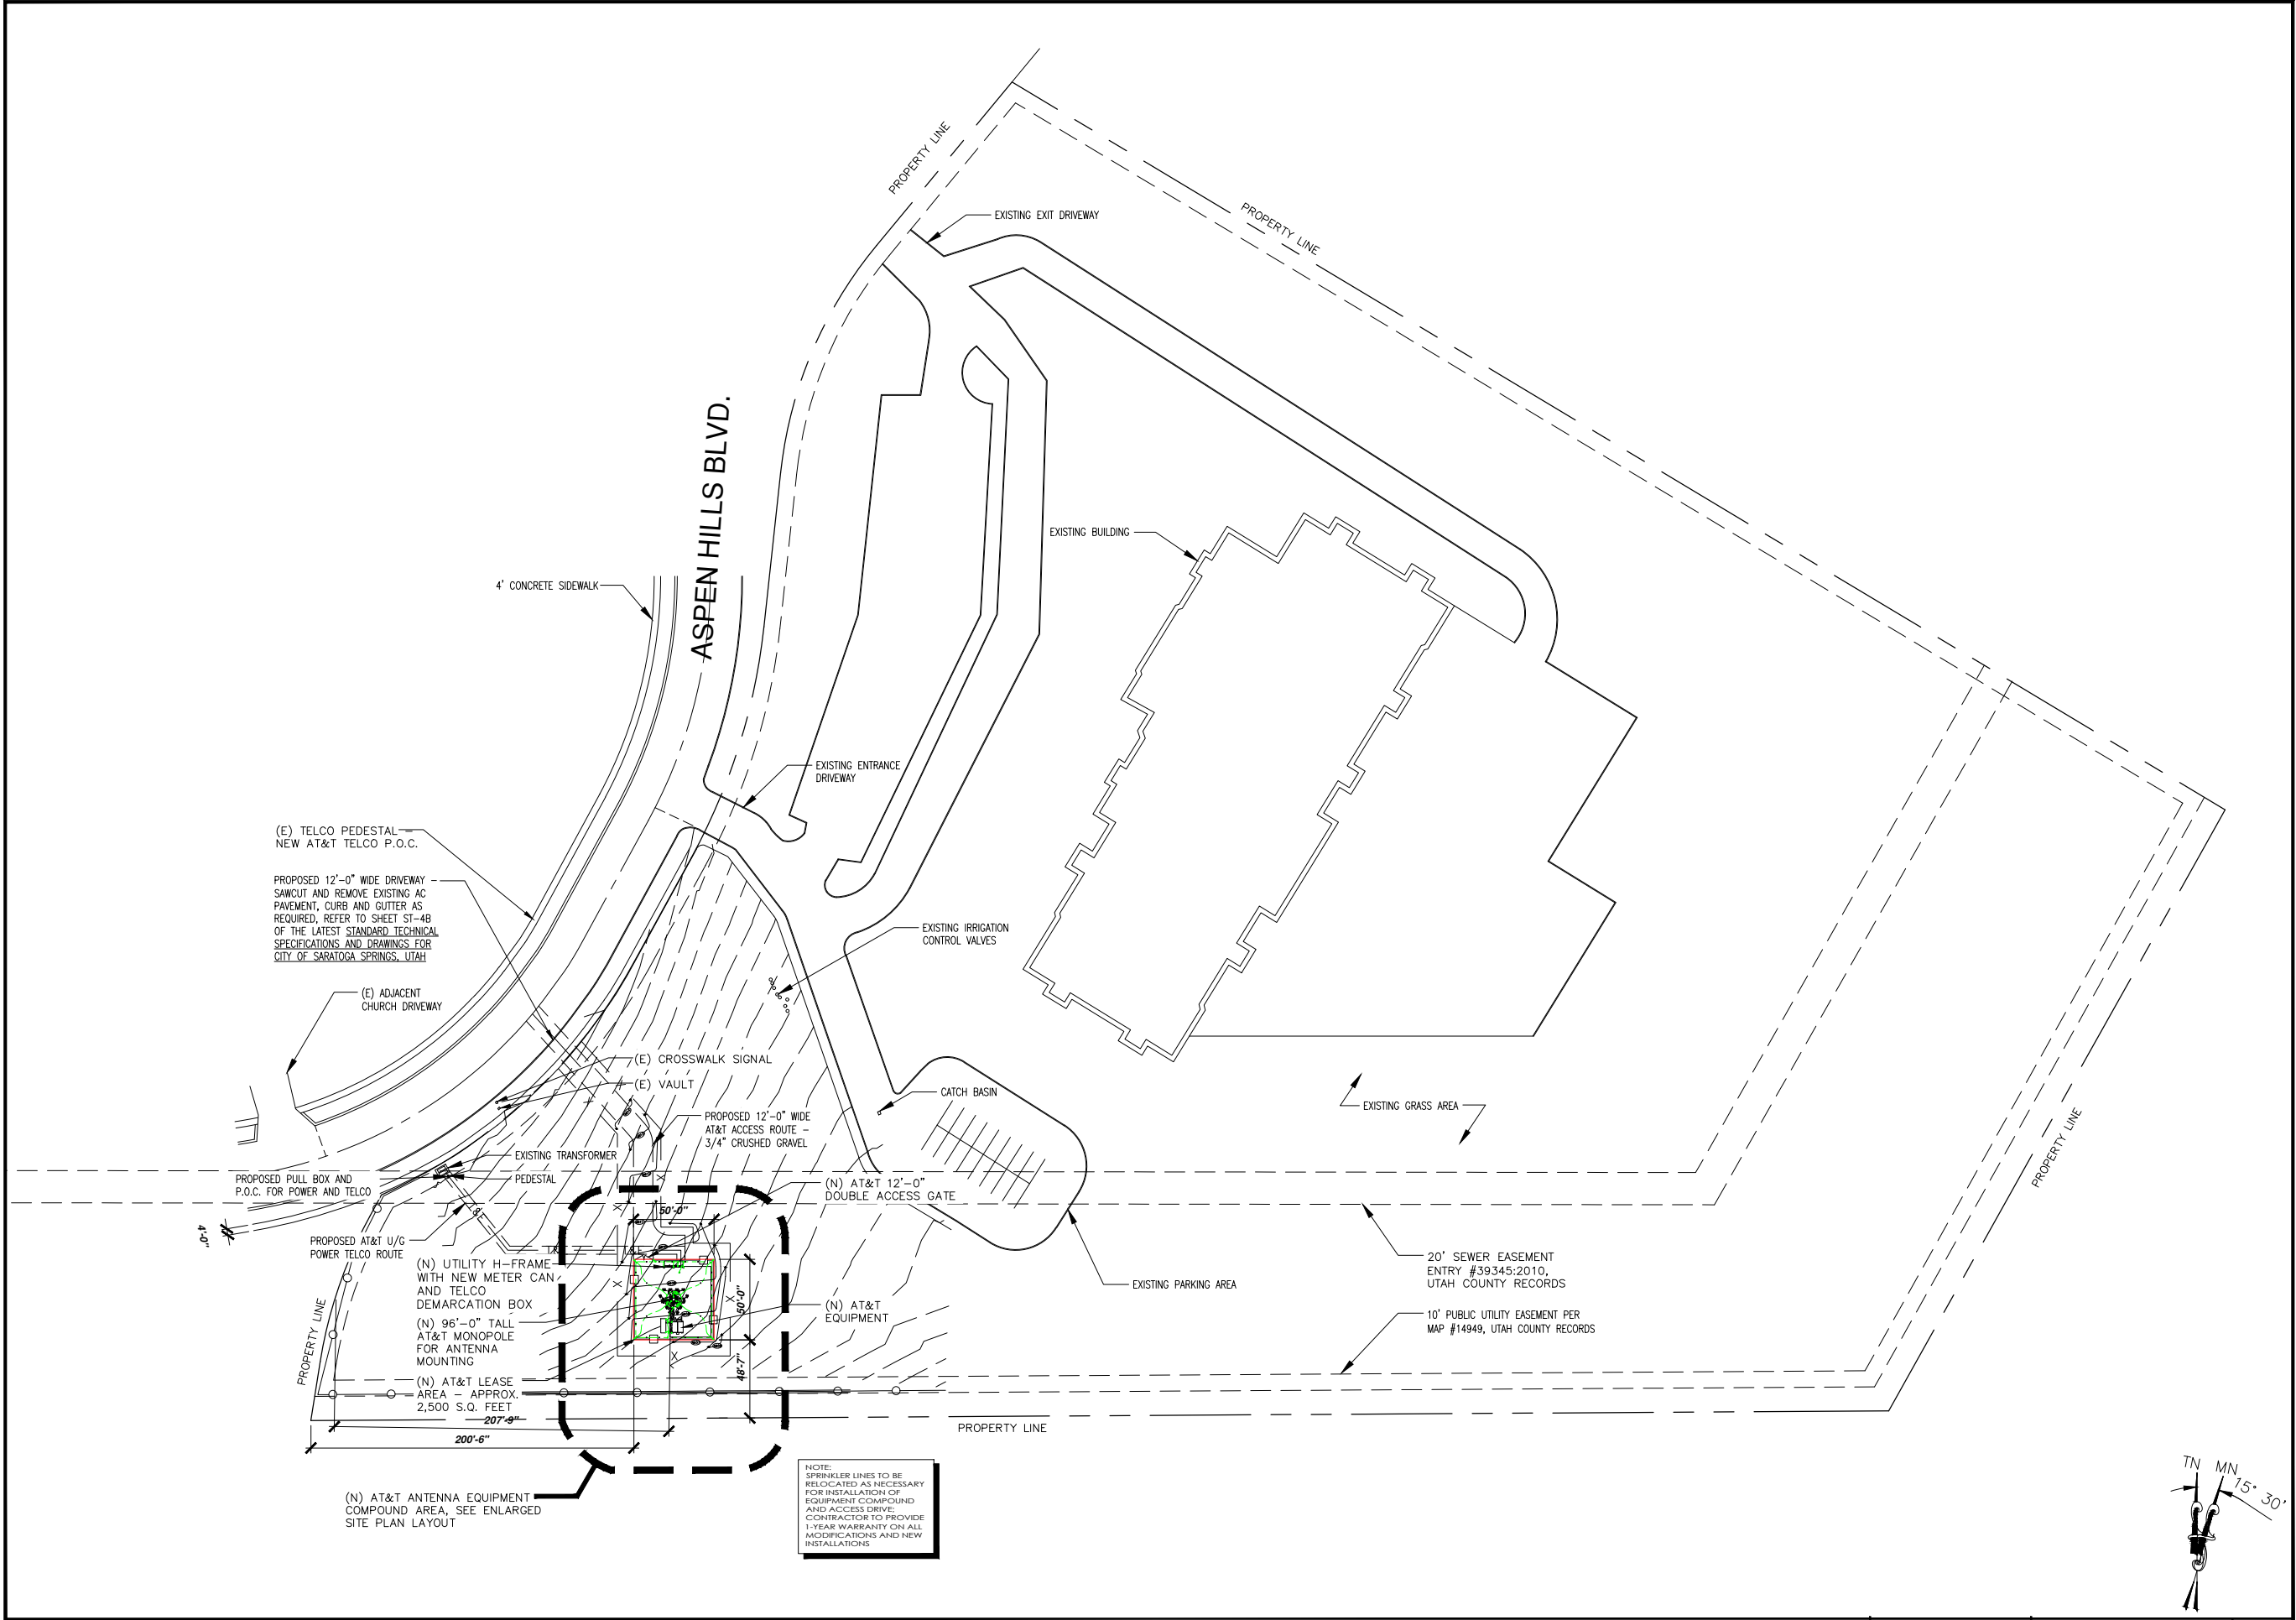 PROPERTY LINE
EXISTING EXIT DRIVEWAY
PROPERTY LINE
ASPEN HILLS BLVD.
EXISTING BUILDING
4' CONCRETE SIDEWALK
EXISTING ENTRANCE
DRIVEWAY
(E) TELCO PEDESTAL –
NEW AT&T TELCO P.O.C.
PROPOSED 12'–0" WIDE DRIVEWAY –
SAWCUT AND REMOVE EXISTING AC
PAVEMENT, CURB AND GUTTER AS
REQUIRED, REFER TO SHEET ST–4B
OF THE LATEST STANDARD TECHNICAL
SPECIFICATIONS AND DRAWINGS FOR
CITY OF SARATOGA SPRINGS, UTAH
EXISTING IRRIGATION
CONTROL VALVES
(E) ADJACENT
CHURCH DRIVEWAY
(E) CROSSWALK SIGNAL
(E) VAULT
CATCH BASIN
PROPOSED 12'–0" WIDE
AT&T ACCESS ROUTE –
3/4" CRUSHED GRAVEL
EXISTING GRASS AREA
PROPERTY LINE
EXISTING TRANSFORMER
PEDESTAL
PROPOSED PULL BOX AND
P.O.C. FOR POWER AND TELCO
(N) AT&T 12'–0"
DOUBLE ACCESS GATE
50'-0"
4'-0"
PROPOSED AT&T U/G
POWER TELCO ROUTE
(N) UTILITY H–FRAME
WITH NEW METER CAN
AND TELCO
DEMARCATION BOX
20' SEWER EASEMENT
ENTRY #39345:2010,
UTAH COUNTY RECORDS
EXISTING PARKING AREA
50'-0"
(N) AT&T
EQUIPMENT
(N) 96'–0" TALL
AT&T MONOPOLE
FOR ANTENNA
MOUNTING
10' PUBLIC UTILITY EASEMENT PER
MAP #14949, UTAH COUNTY RECORDS
PROPERTY LINE
48'-7"
(N) AT&T LEASE
AREA – APPROX.
2,500 S.Q. FEET
207'-9"
PROPERTY LINE
200'-6"
NOTE:
SPRINKLER LINES TO BE
RELOCATED AS NECESSARY
FOR INSTALLATION OF
EQUIPMENT COMPOUND
AND ACCESS DRIVE;
CONTRACTOR TO PROVIDE
1-YEAR WARRANTY ON ALL
MODIFICATIONS AND NEW
INSTALLATIONS
(N) AT&T ANTENNA EQUIPMENT
COMPOUND AREA, SEE ENLARGED
SITE PLAN LAYOUT
TN MN
15° 30'